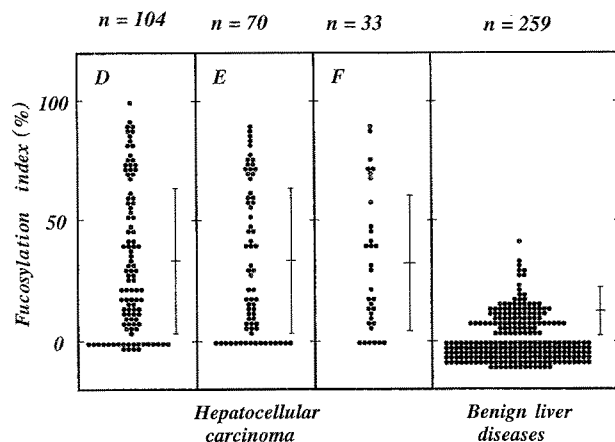 n = 104 n = 70 n = 33 n = 259
D E F
100
50
0
Fucosylation index (%)
Hepatocellular carcinoma
Benign liver diseases